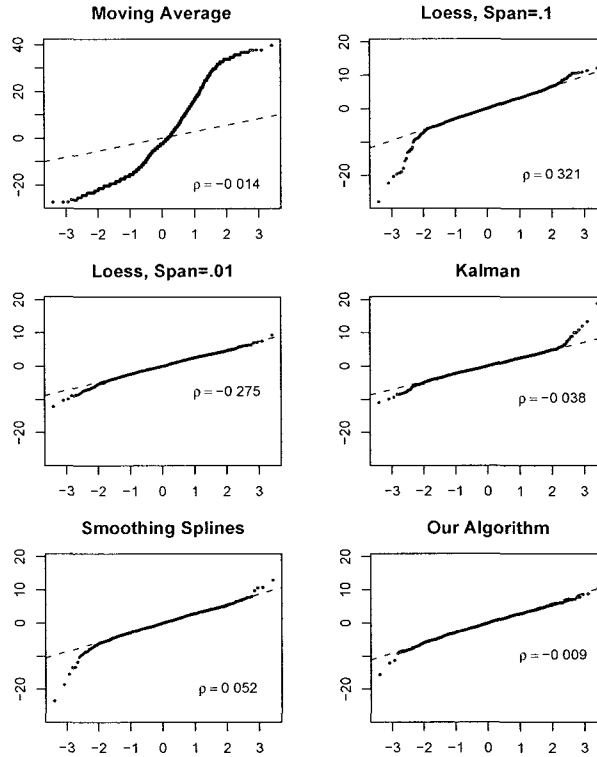 Moving Average
40
20
0
−20
ρ = −0 014
−3 −2 −1 0 1 2 3
Loess, Span=.1
20
10
0
−20
ρ = 0 321
−3 −2 −1 0 1 2 3
Loess, Span=.01
20
10
0
−20
ρ = −0 275
−3 −2 −1 0 1 2 3
Kalman
20
10
0
−20
ρ = −0 038
−3 −2 −1 0 1 2 3
Smoothing Splines
20
10
0
−20
ρ = 0 052
−3 −2 −1 0 1 2 3
Our Algorithm
20
10
0
−20
ρ = −0 009
−3 −2 −1 0 1 2 3